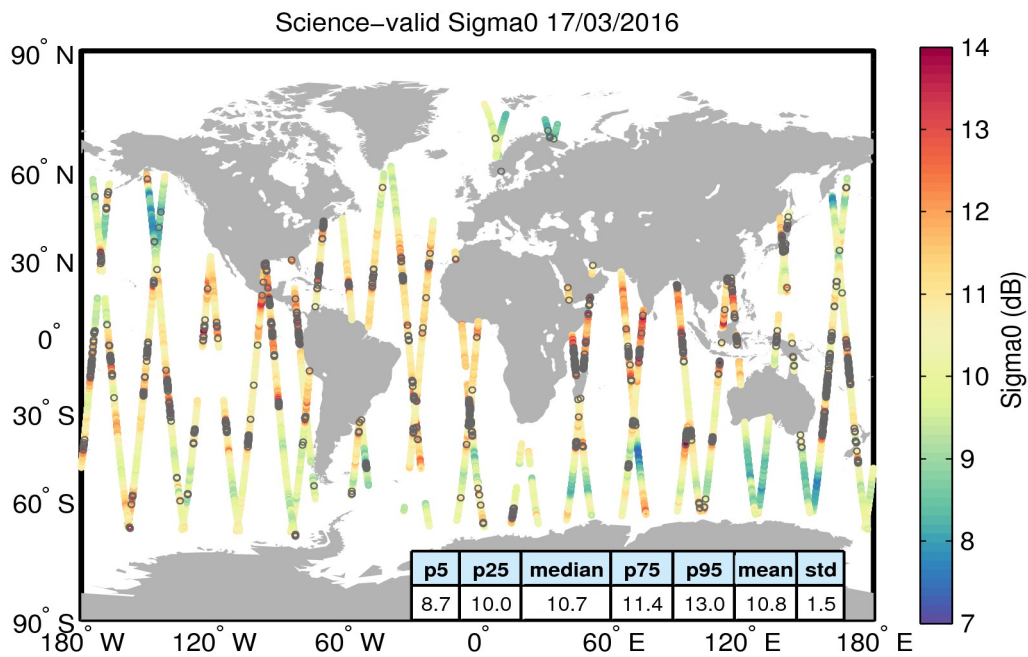 Science−valid Sigma0 17/03/2016
90° N
60° N
30° N
0°
30° S
60° S
90° S
180° W
120° W
60° W
0°
60° E
120° E
180° E
p5 p25 median p75 p95 mean std
8.7 10.0 10.7 11.4 13.0 10.8 1.5
14
13
12
11
10
9
8
7
Sigma0 (dB)